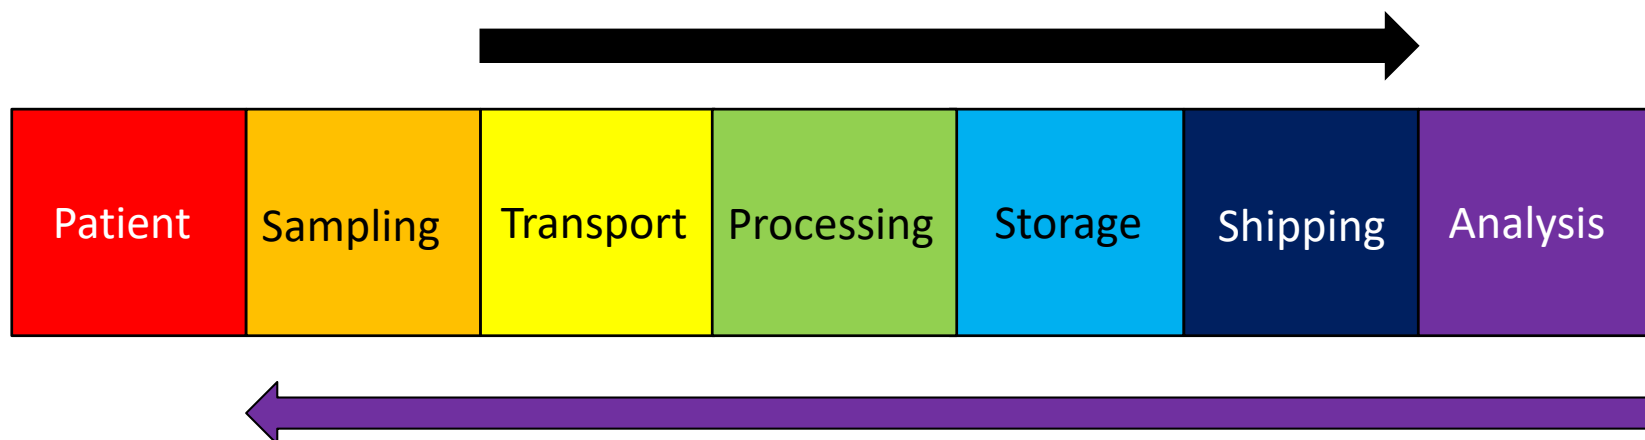 Patient
Sampling
Transport
Processing
Storage
Shipping
Analysis